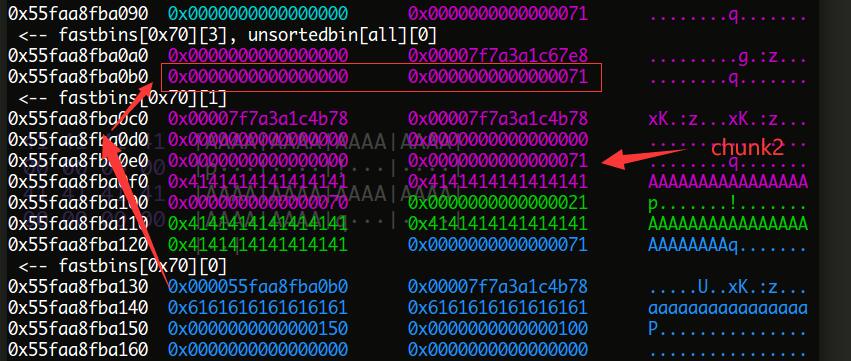 0x55faa8fba090 0x0000000000000000 0x0000000000000071 ........q.......
<-- fastbins[0x70][3], unsortedbin[all][0]
0x55faa8fba0a0 0x0000000000000000 0x00007f7a3a1c67e8 .........g.:z...
0x55faa8fba0b0 0x0000000000000000 0x0000000000000071 ........q.......
<-- fastbins[0x70][1]
0x55faa8fba0c0 0x00007f7a3a1c4b78 0x00007f7a3a1c4b78 xK.:z...xK.:z...
0x55faa8fba0d0 0x0000000000000000 0x0000000000000000 ................
0x55faa8fba0e0 0x0000000000000000 0x0000000000000071 ........q.......
chunk2
0x55faa8fba0f0 0x4141414141414141 0x4141414141414141 AAAAAAAAAAAAAAAA
0x55faa8fba100 0x0000000000000070 0x0000000000000021 p.......!.......
0x55faa8fba110 0x4141414141414141 0x4141414141414141 AAAAAAAAAAAAAAAA
0x55faa8fba120 0x4141414141414141 0x0000000000000071 AAAAAAAAq.......
<-- fastbins[0x70][0]
0x55faa8fba130 0x000055faa8fba0b0 0x00007f7a3a1c4b78 .....U..xK.:z...
0x55faa8fba140 0x6161616161616161 0x6161616161616161 aaaaaaaaaaaaaaaa
0x55faa8fba150 0x0000000000000150 0x0000000000000100 P...............
0x55faa8fba160 0x0000000000000000 0x0000000000000000 ................